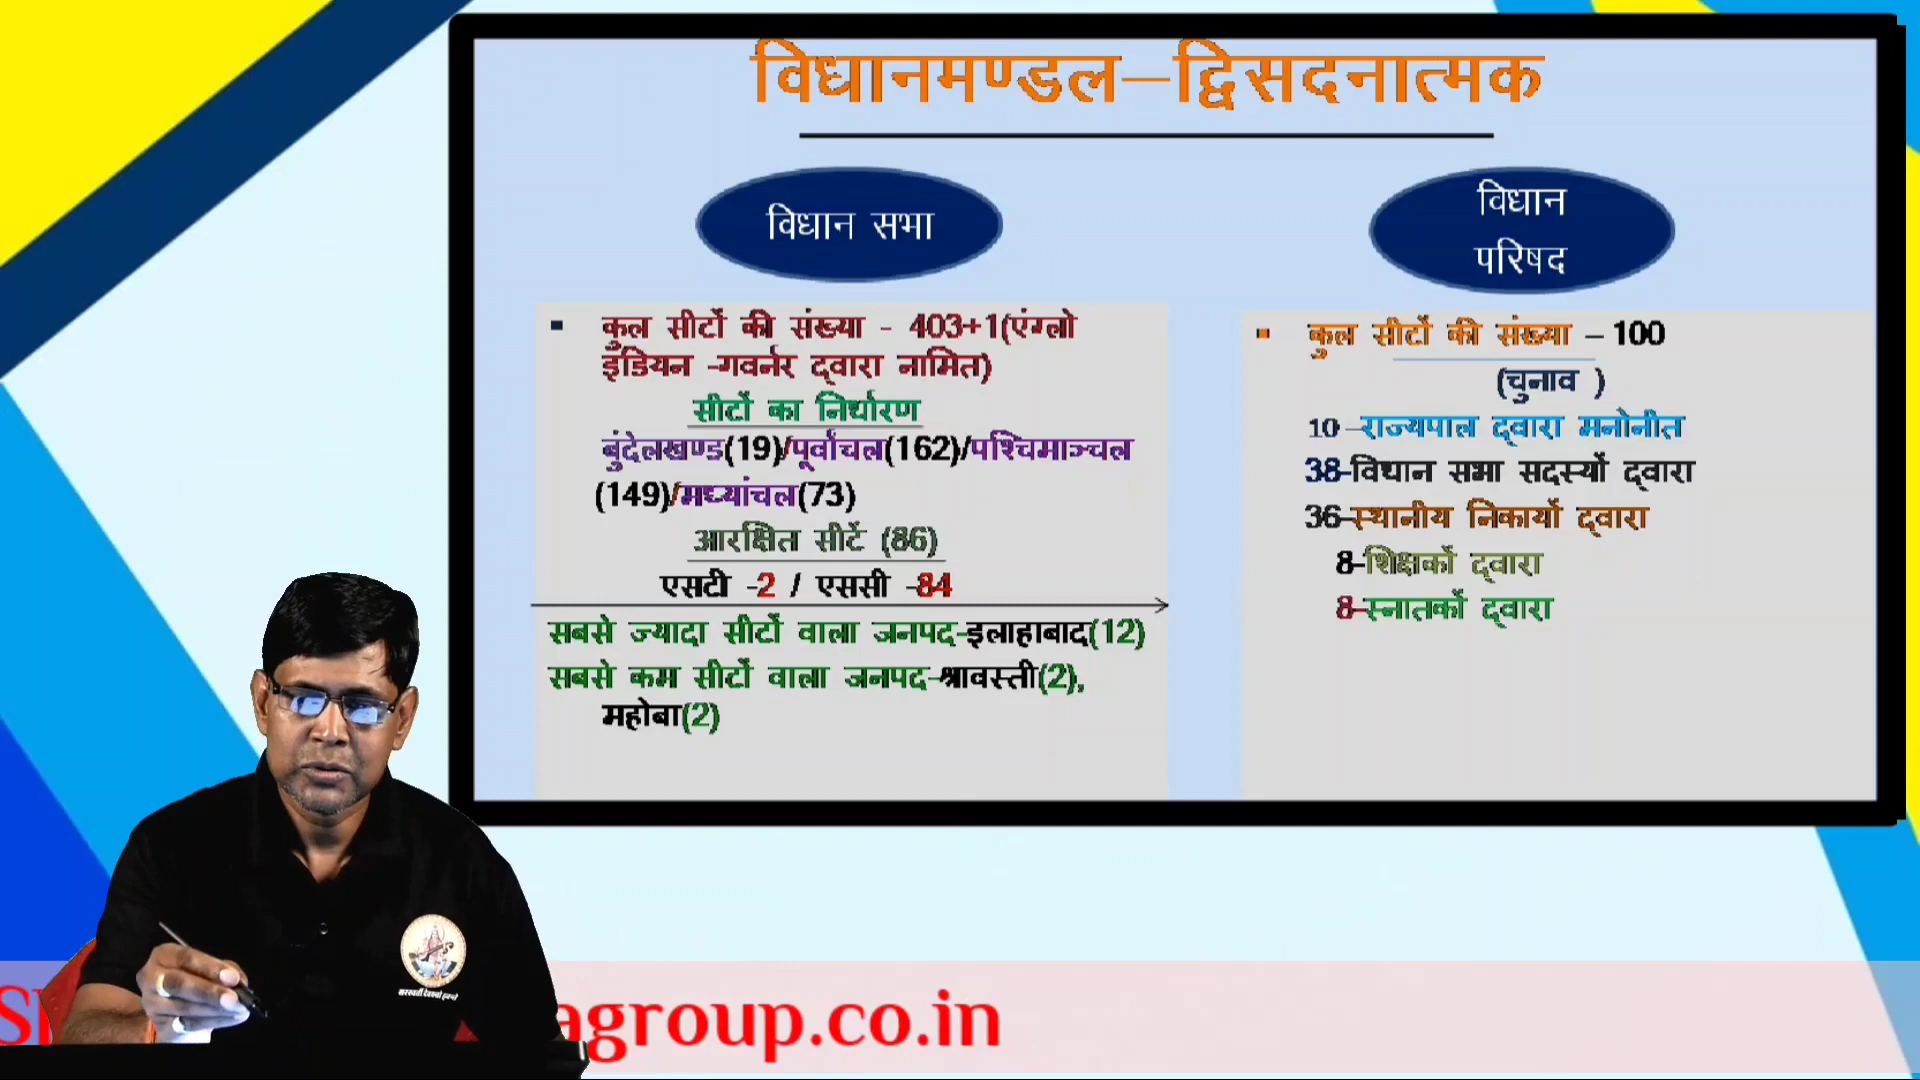 विधानमण्डल–द्विसदनात्मक
विधान सभा
कुल सीटों की संख्या - 403+1(एंग्लो
इंडियन -गवर्नर द्वारा नामित)
सीटों का निर्धारण
बुंदेलखण्ड(19)/पूर्वांचल(162)/पश्चिमाञ्चल
(149)/मध्यांचल(73)
आरक्षित सीटें (86)
एसटी -2 / एससी -84
सबसे ज्यादा सीटों वाला जनपद-इलाहाबाद(12)
सबसे कम सीटों वाला जनपद-श्रावस्ती(2),
महोबा(2)
विधान
परिषद
कुल सीटों की संख्या – 100
(चुनाव )
10 –राज्यपाल द्वारा मनोनीत
38-विधान सभा सदस्यों द्वारा
36-स्थानीय निकायों द्वारा
8-शिक्षकों द्वारा
8-स्नातकों द्वारा
agroup.co.in